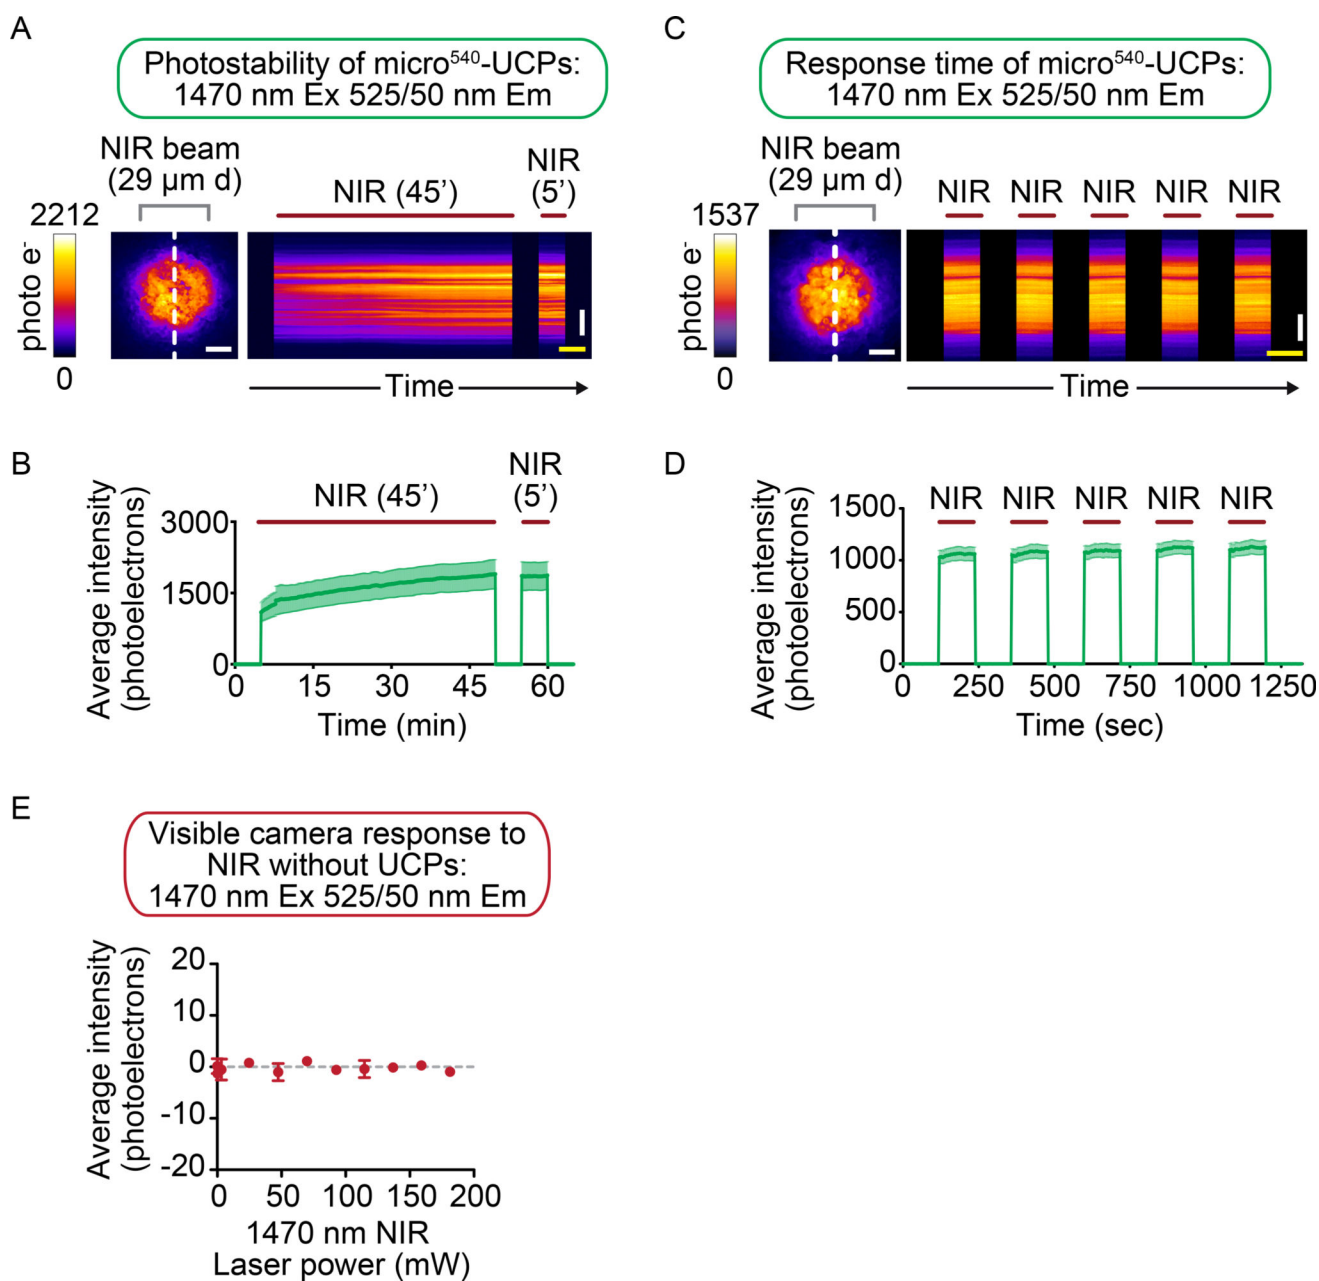 A
Photostability of micro⁵⁴⁰-UCPs:
1470 nm Ex 525/50 nm Em
NIR beam
(29 µm d)
NIR (45’)
NIR
(5’)
2212
photo e⁻
0
Time
B
NIR (45’)
NIR
(5’)
Average intensity
(photoelectrons)
3000
1500
0
0 15 30 45 60
Time (min)
C
Response time of micro⁵⁴⁰-UCPs:
1470 nm Ex 525/50 nm Em
NIR beam
(29 µm d)
NIR NIR NIR NIR NIR
1537
photo e⁻
0
Time
D
NIR NIR NIR NIR NIR
Average intensity
(photoelectrons)
1500
1000
500
0
0 250 500 750 1000 1250
Time (sec)
E
Visible camera response to
NIR without UCPs:
1470 nm Ex 525/50 nm Em
Average intensity
(photoelectrons)
20
10
0
-10
-20
0 50 100 150 200
1470 nm NIR
Laser power (mW)